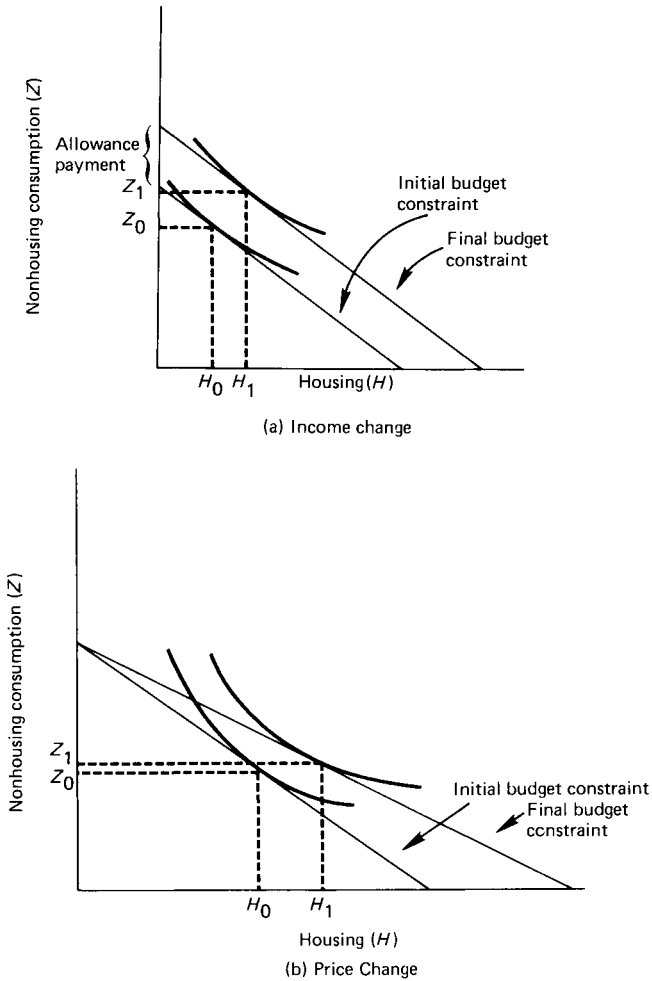 Nonhousing consumption (Z)
Allowance
payment
Z1
Z0
Initial budget
constraint
Final budget
constraint
H0 H1
Housing (H)
(a) Income change
Nonhousing consumption (Z)
Z1
Z0
Initial budget constraint
Final budget
constraint
H0 H1
Housing (H)
(b) Price Change